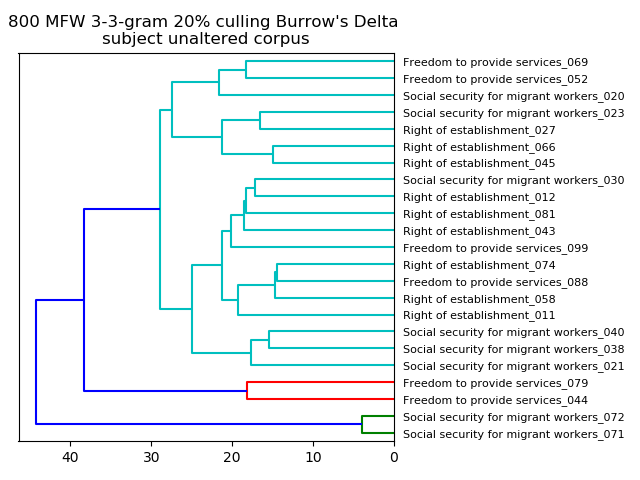 800 MFW 3-3-gram 20% culling Burrow's Delta
subject unaltered corpus
Freedom to provide services_069
Freedom to provide services_052
Social security for migrant workers_020
Social security for migrant workers_023
Right of establishment_027
Right of establishment_066
Right of establishment_045
Social security for migrant workers_030
Right of establishment_012
Right of establishment_081
Right of establishment_043
Freedom to provide services_099
Right of establishment_074
Freedom to provide services_088
Right of establishment_058
Right of establishment_011
Social security for migrant workers_040
Social security for migrant workers_038
Social security for migrant workers_021
Freedom to provide services_079
Freedom to provide services_044
Social security for migrant workers_072
Social security for migrant workers_071
40 30 20 10 0